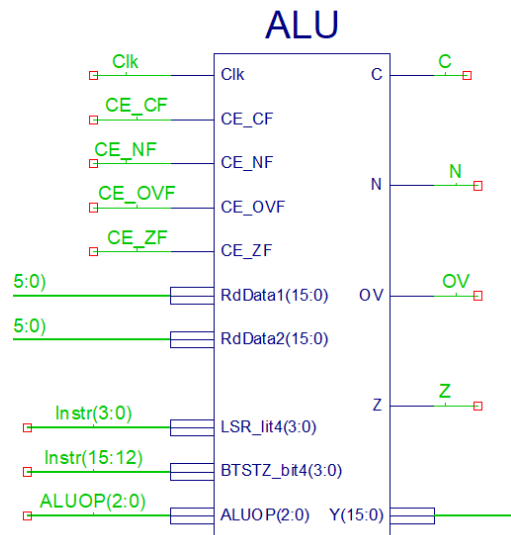 ALU
Clk Clk C C
CE_CF CE_CF
CE_NF CE_NF N N
CE_OVF CE_OVF
CE_ZF CE_ZF
5:0) RdData1(15:0) OV OV
5:0) RdData2(15:0)
Z Z
Instr(3:0) LSR_lit4(3:0)
Instr(15:12) BTSTZ_bit4(3:0)
ALUOP(2:0) ALUOP(2:0) Y(15:0)